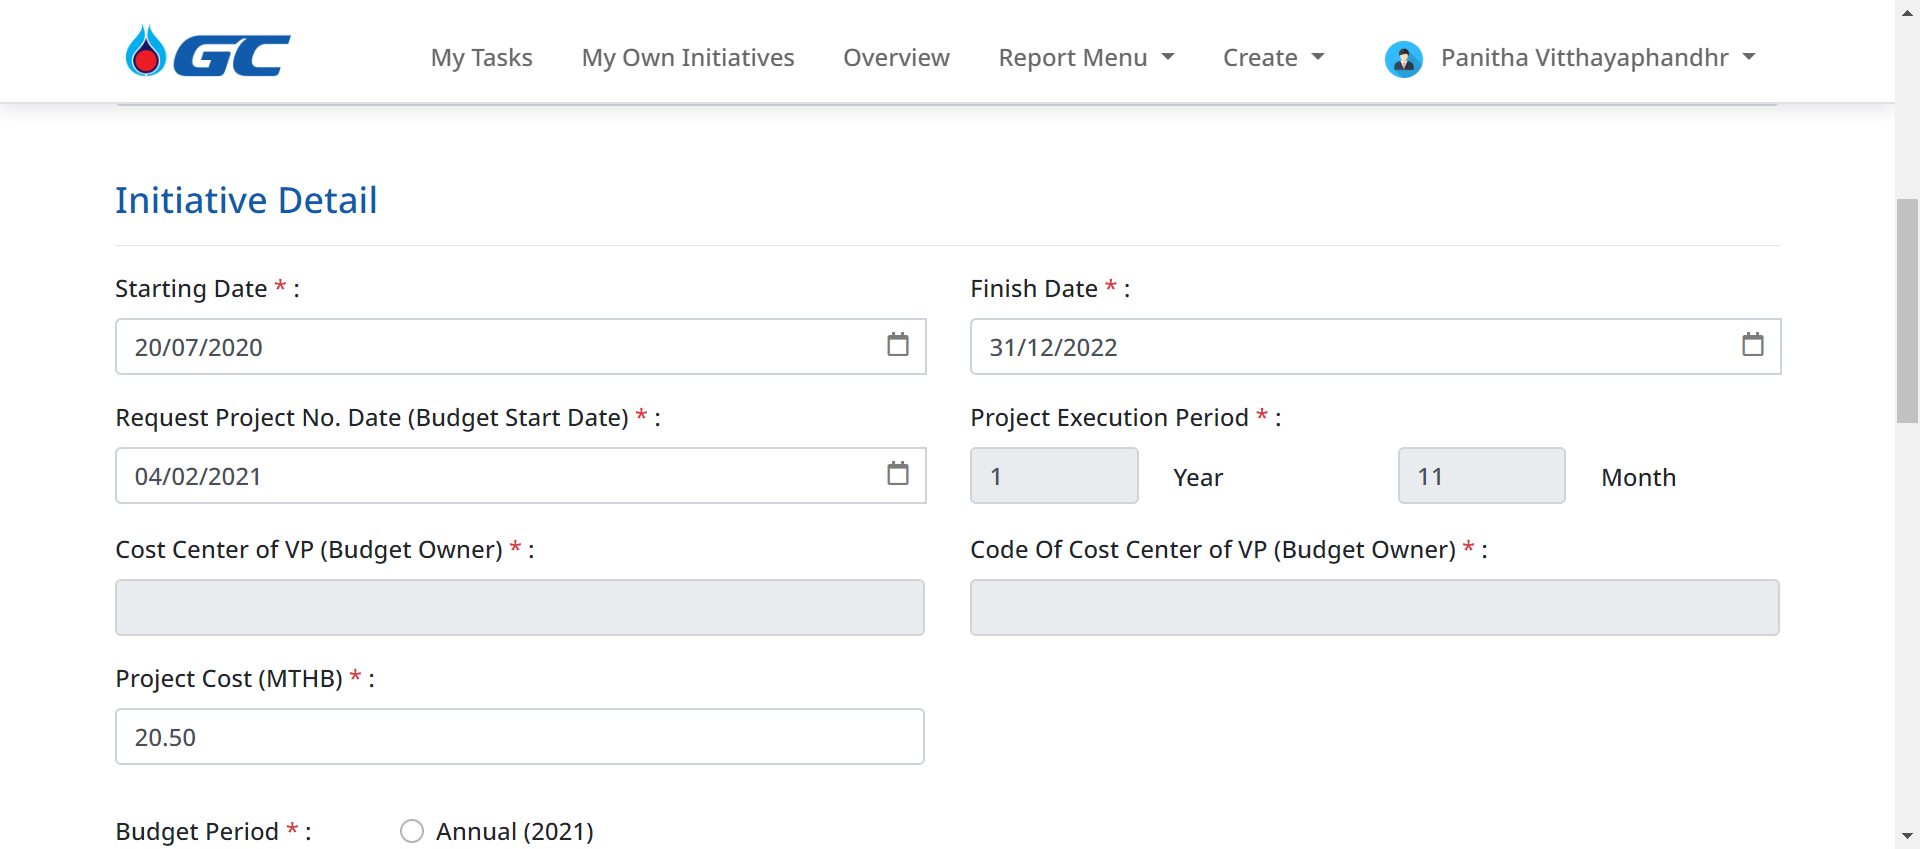 GC My Tasks My Own Initiatives Overview Report Menu Create Panitha Vitthayaphandhr
Initiative Detail
Starting Date * : Finish Date * :
20/07/2020 31/12/2022
Request Project No. Date (Budget Start Date) * : Project Execution Period * :
04/02/2021 1 Year 11 Month
Cost Center of VP (Budget Owner) * : Code Of Cost Center of VP (Budget Owner) * :
Project Cost (MTHB) * :
20.50
Budget Period * : Annual (2021)